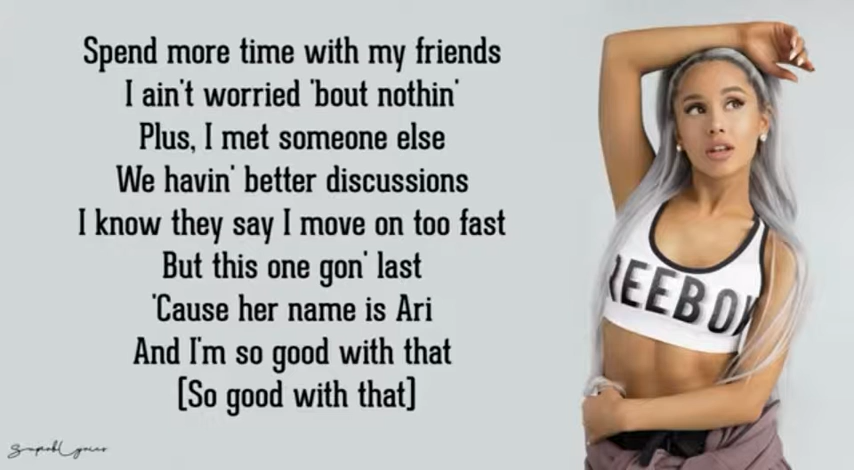 Spend more time with my friends
I ain't worried 'bout nothin'
Plus, I met someone else
We havin' better discussions
I know they say I move on too fast
But this one gon' last
'Cause her name is Ari
And I'm so good with that
[So good with that]
REEBOK